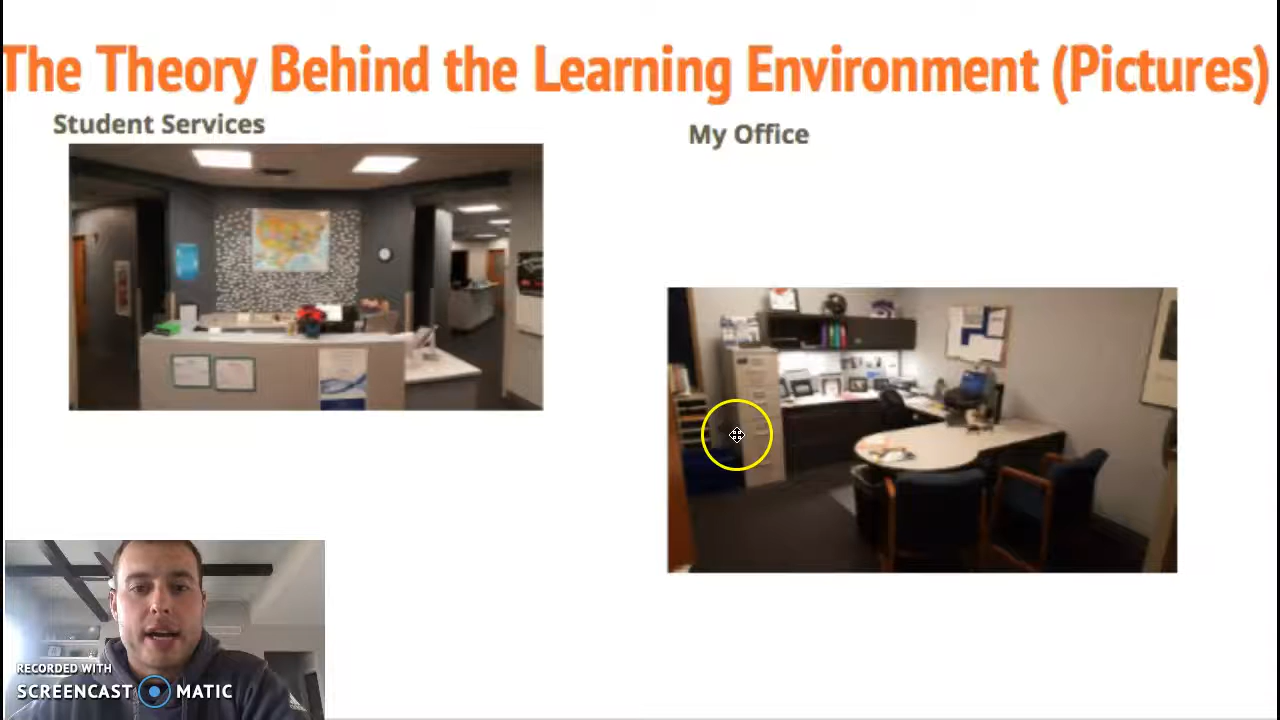 The Theory Behind the Learning Environment (Pictures)
Student Services
My Office
RECORDED WITH
SCREENCAST MATIC